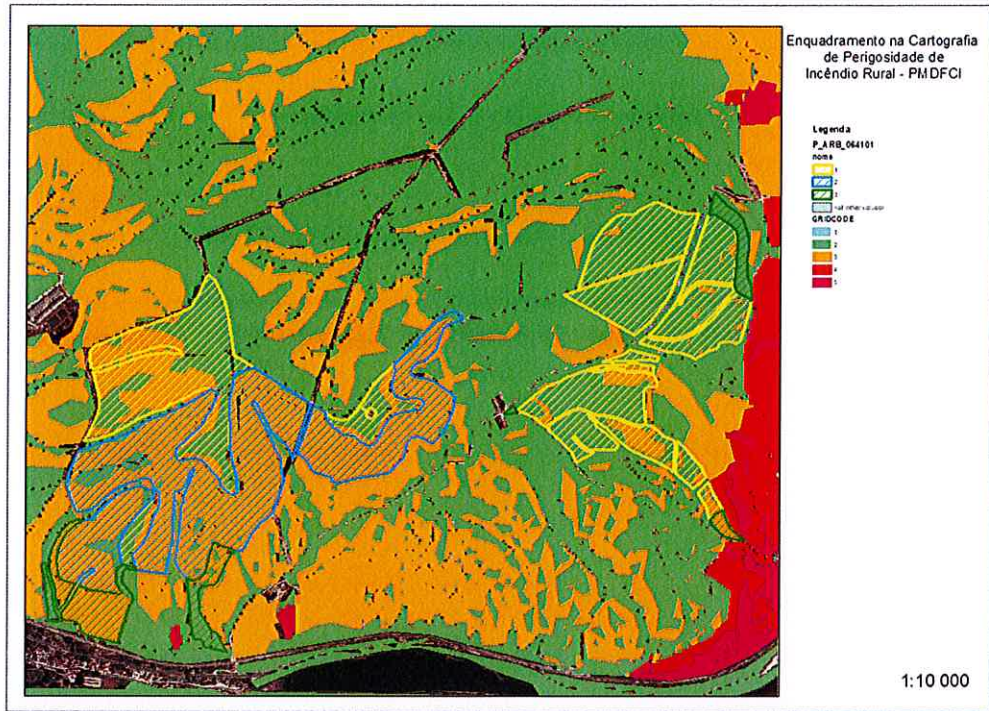 Enquadramento na Cartografia
de Perigosidade de
Incêndio Rural - PMDFCI
Legenda
P_ARB_064101
nome
1
2
3
GRIDCODE
1
2
3
4
5
1:10 000